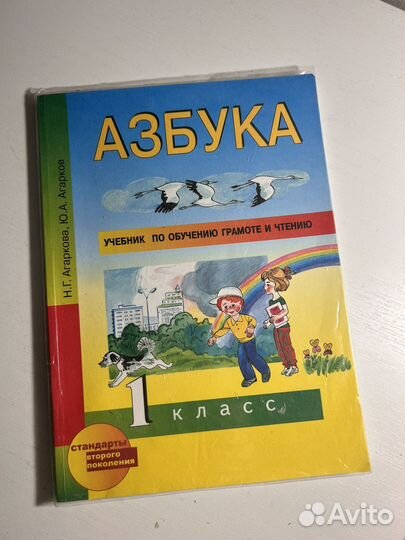 АЗБУКА
Н.Г. Агаркова, Ю.А. Агарков
УЧЕБНИК ПО ОБУЧЕНИЮ ГРАМОТЕ И ЧТЕНИЮ
1 класс
стандарты
второго
поколения
Avito